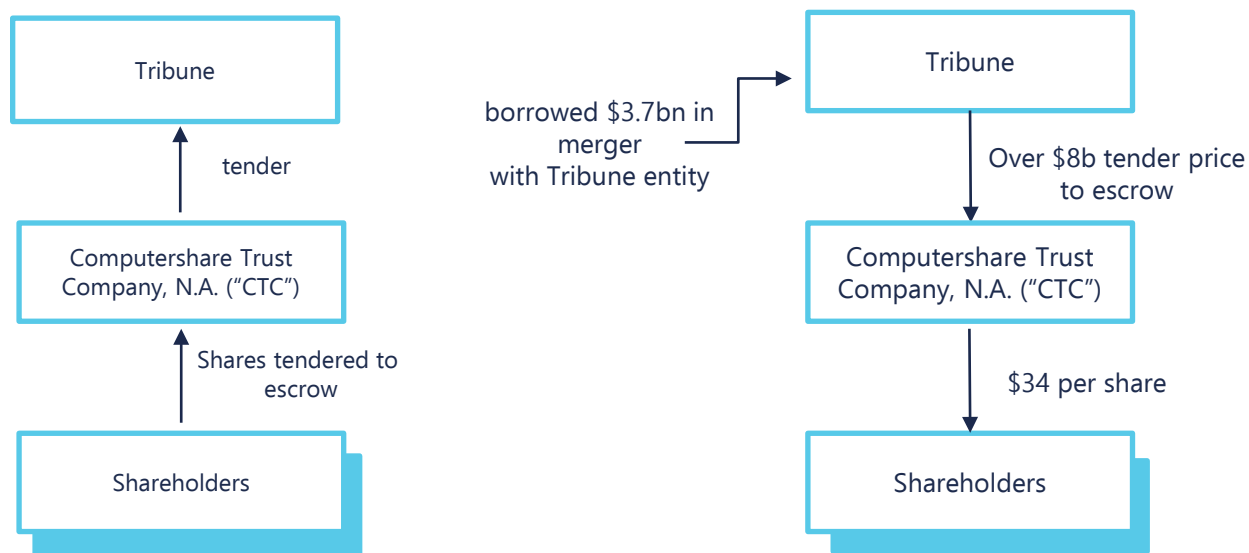 Tribune
tender
Computershare Trust
Company, N.A. (“CTC”)
Shares tendered to
escrow
Shareholders
borrowed $3.7bn in
merger
with Tribune entity
Tribune
Over $8b tender price
to escrow
Computershare Trust
Company, N.A. (“CTC”)
$34 per share
Shareholders